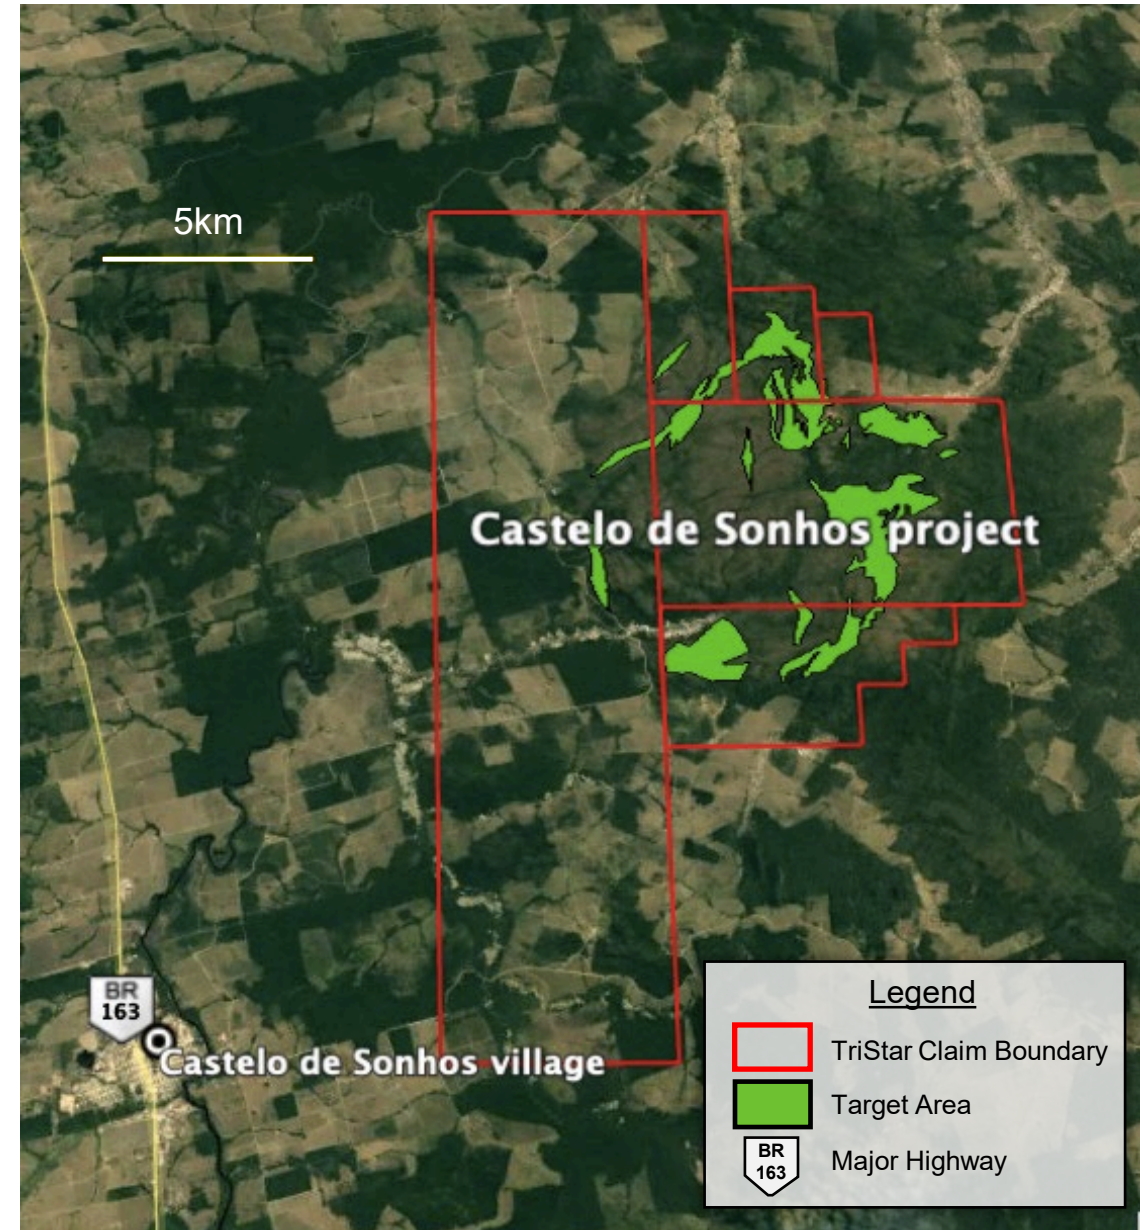 5km
Castelo de Sonhos project
BR
163
Castelo de Sonhos village
Legend
TriStar Claim Boundary
Target Area
BR
163
Major Highway